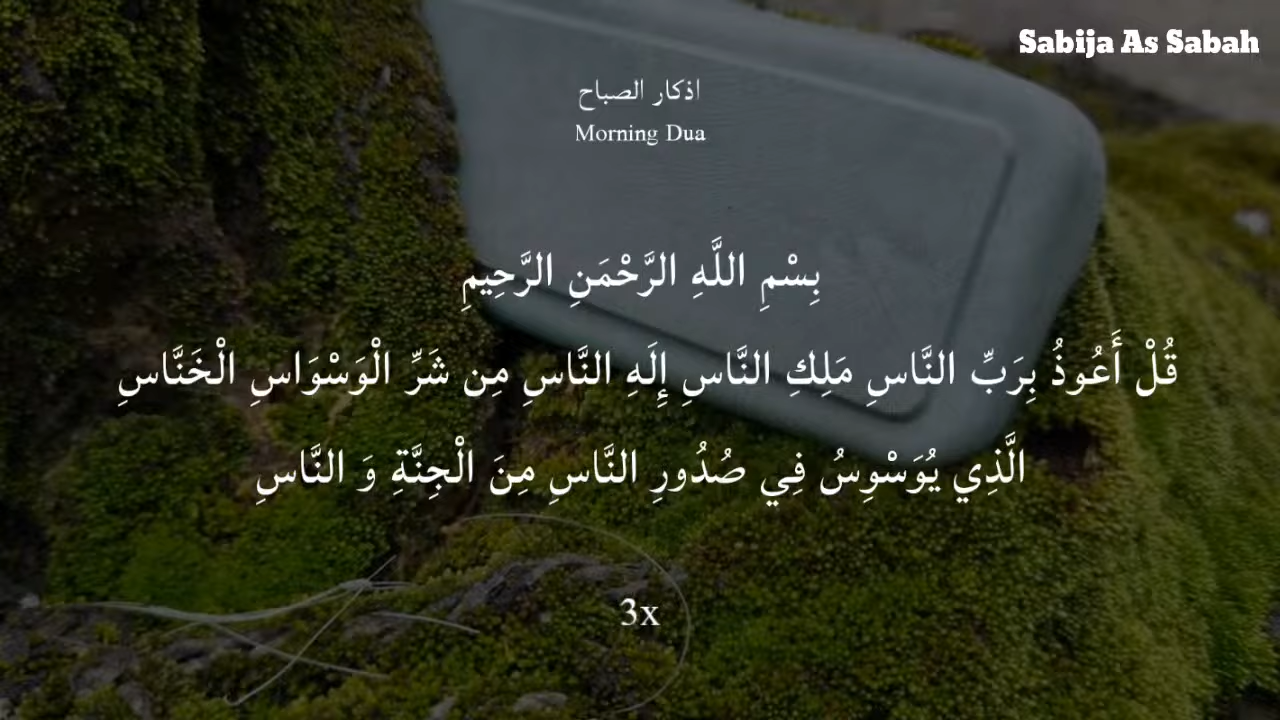 Sabija As Sabah
اذكار الصباح
Morning Dua
بِسْمِ اللَّهِ الرَّحْمَنِ الرَّحِيمِ
قُلْ أَعُوذُ بِرَبِّ النَّاسِ مَلِكِ النَّاسِ إِلَهِ النَّاسِ مِن شَرِّ الْوَسْوَاسِ الْخَنَّاسِ
الَّذِي يُوَسْوِسُ فِي صُدُورِ النَّاسِ مِنَ الْجِنَّةِ وَ النَّاسِ
3x